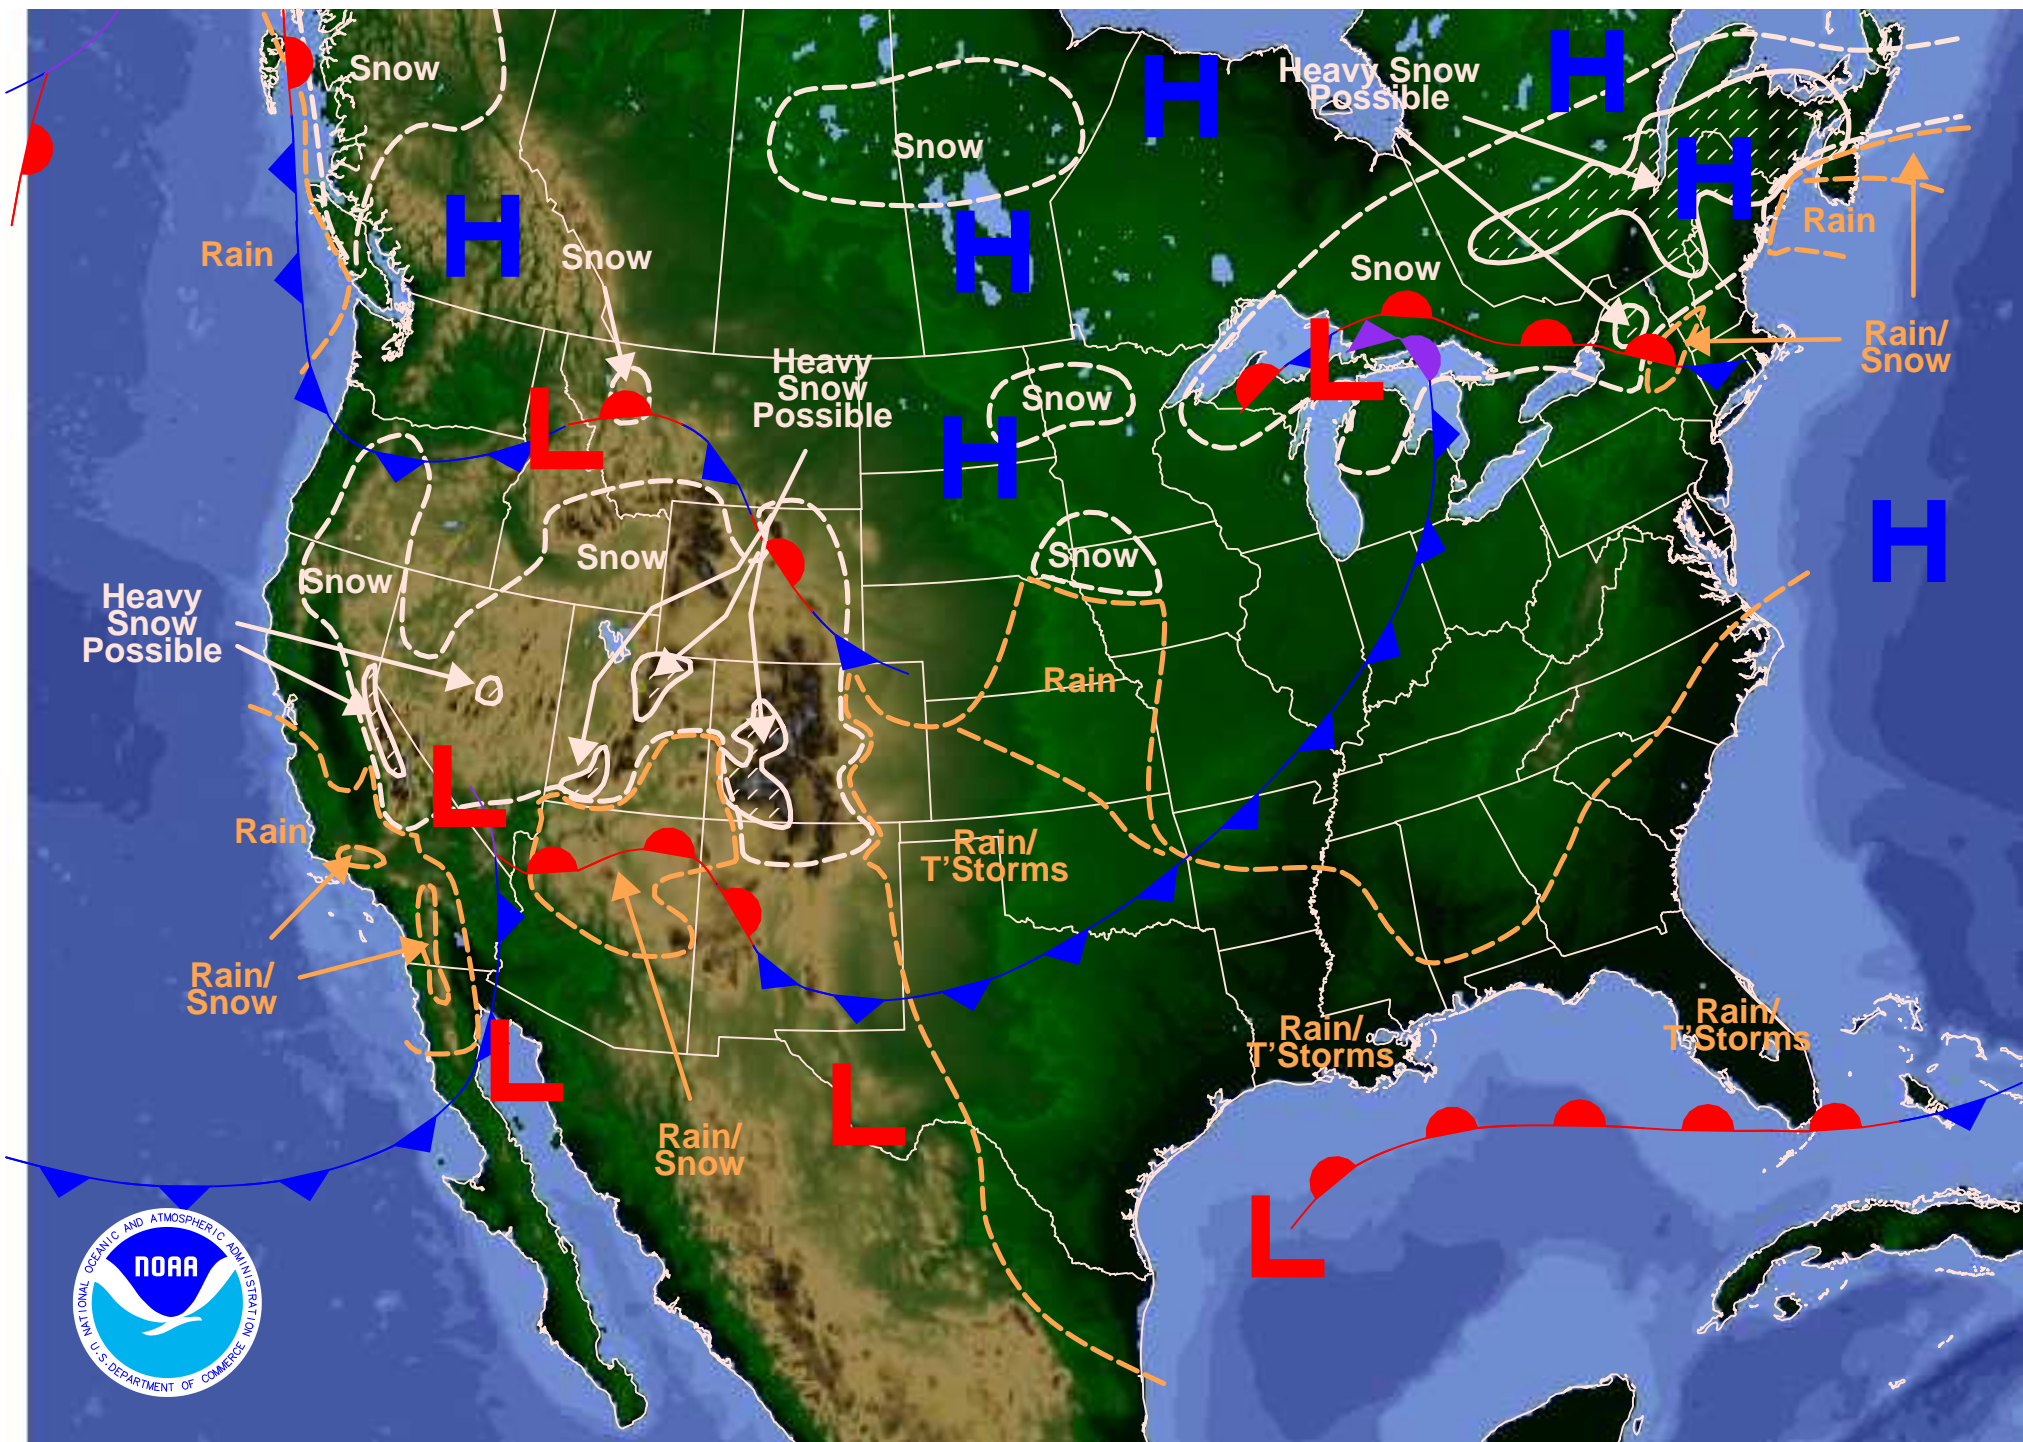 Snow
Heavy Snow
Possible
H
H
Snow
H
Rain
H
Snow
H
Rain
Snow
Rain/
Snow
L
Heavy
Snow
Possible
Snow
L
H
H
Snow
Snow
Snow
Heavy
Snow
Possible
Rain
L
Rain
Rain/
T'Storms
Rain/
Snow
Rain/
T'Storms
Rain/
T'Storms
L
L
Rain/
Snow
L
NATIONAL OCEANIC AND ATMOSPHERIC ADMINISTRATION
NOAA
U.S. DEPARTMENT OF COMMERCE